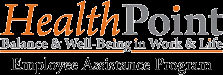 HealthPoint
Balance & Well-Being in Work & Life
Employee Assistance Program